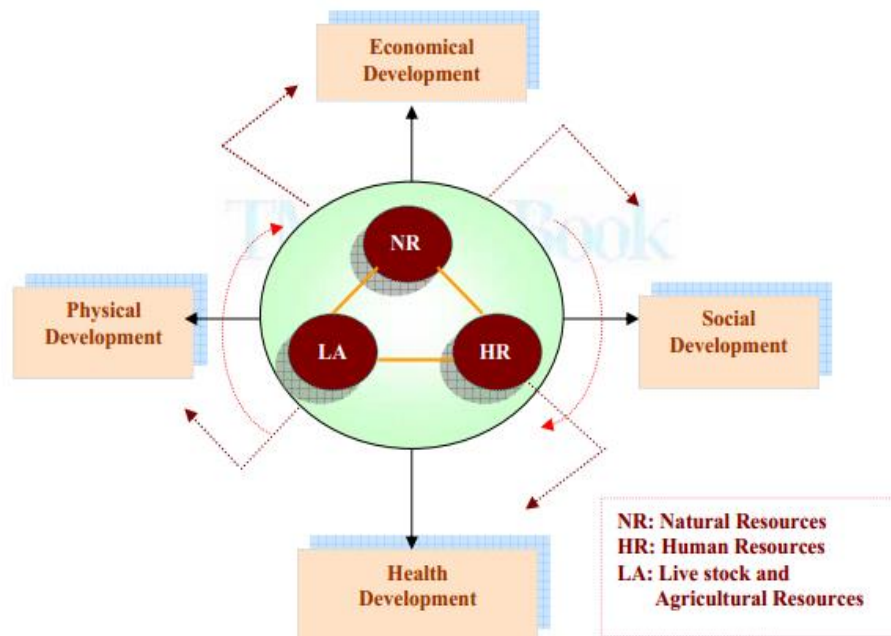 Economical
Development
NR
Physical
Development
LA
HR
Social
Development
Health
Development
NR: Natural Resources
HR: Human Resources
LA: Live stock and
Agricultural Resources